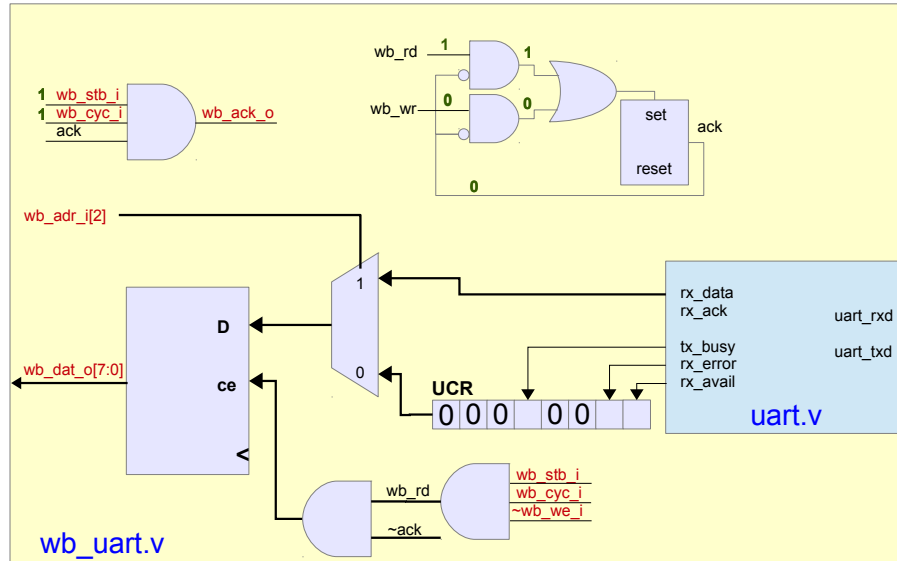 wb_rd
1
1
1
wb_stb_i
1
wb_cyc_i
wb_ack_o
ack
wb_wr
0
0
set
ack
reset
0
wb_adr_i[2]
1
rx_data
rx_ack
uart_rxd
D
tx_busy
uart_txd
rx_error
wb_dat_o[7:0]
0
rx_avail
ce
UCR
0 0 0 0 0
uart.v
<
wb_stb_i
wb_rd
wb_cyc_i
~wb_we_i
~ack
wb_uart.v